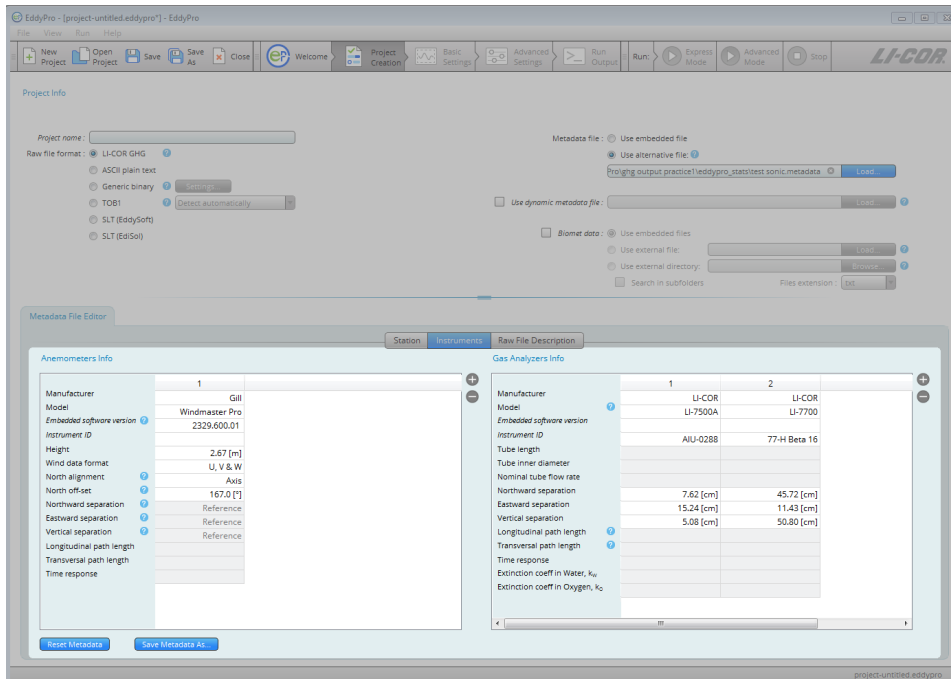 EddyPro - [project-untitled.eddypro*] - EddyPro
File View Run Help
New Project Open Project Save Save As Close Welcome Project Creation Basic Settings Advanced Settings Run Output Run: Express Mode Advanced Mode Stop LI-COR.
Project Info
Project name :
Raw file format : LI-COR GHG ?
ASCII plain text
Generic binary ? Settings...
TOB1 ? Detect automatically
SLT (EddySoft)
SLT (EdiSol)
Metadata file : Use embedded file
Use alternative file: ?
Pro\ghg output practice1\eddypro_stats\test sonic.metadata Load...
Use dynamic metadata file : Load... ?
Biomet data : Use embedded files
Use external file: Load... ?
Use external directory: Browse... ?
Search in subfolders Files extension : .txt
Metadata File Editor
Station Instruments Raw File Description
Anemometers Info
1
Manufacturer Gill
Model Windmaster Pro
Embedded software version ? 2329.600.01
Instrument ID
Height 2.67 [m]
Wind data format U, V & W
North alignment ? Axis
North off-set ? 167.0 [°]
Northward separation ? Reference
Eastward separation ? Reference
Vertical separation ? Reference
Longitudinal path length
Transversal path length
Time response
Reset Metadata Save Metadata As...
Gas Analyzers Info
1 2
Manufacturer LI-COR LI-COR
Model ? LI-7500A LI-7700
Embedded software version
Instrument ID AIU-0288 77-H Beta 16
Tube length
Tube inner diameter
Nominal tube flow rate
Northward separation 7.62 [cm] 45.72 [cm]
Eastward separation 15.24 [cm] 11.43 [cm]
Vertical separation 5.08 [cm] 50.80 [cm]
Longitudinal path length ?
Transversal path length ?
Time response
Extinction coeff in Water, kW
Extinction coeff in Oxygen, kO
project-untitled.eddypro